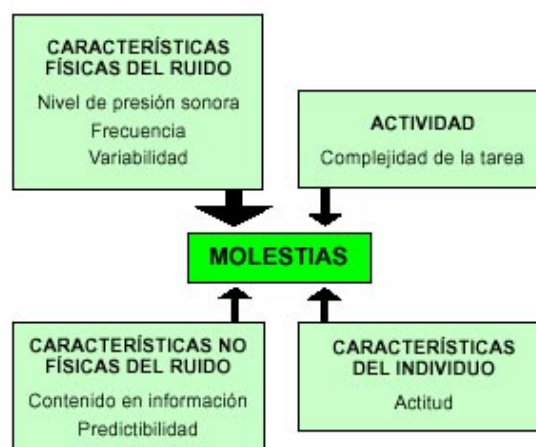 CARACTERÍSTICAS
FÍSICAS DEL RUIDO
Nivel de presión sonora
Frecuencia
Variabilidad
ACTIVIDAD
Complejidad de la tarea
MOLESTIAS
CARACTERÍSTICAS NO
FÍSICAS DEL RUIDO
Contenido en información
Predictibilidad
CARACTERÍSTICAS
DEL INDIVIDUO
Actitud